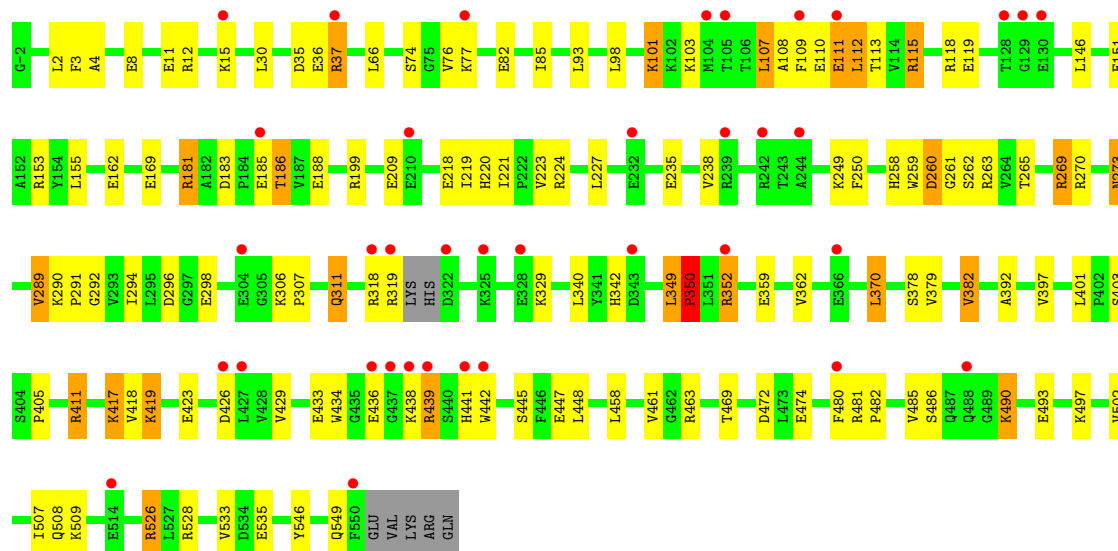 G-2 L2 F3 A4 E8 E11 R12 K15 L30 D35 E36 R37 L66 S74 G75 V76 K77 E82 I85 L93 L98 K101 K102 K103 M104 T105 T106 L107 A108 F109 E110 E111 L112 T113 V114 R115 R118 E119 T128 G129 E130 L146
A152 R153 Y154 L155 E162 E169 R181 A182 D183 P184 E185 T186 V187 E188 R199 E209 E210 E218 I219 H220 I221 P222 V223 R224 L227 E232 E235 V238 R239 R242 T243 A244 K249 F250 H258 W259 D260 G261 S262 R263 V264 T265 R269 R270
V289 K290 P291 G292 V293 I294 L295 D296 G297 E298 E304 G305 K306 P307 Q311 R318 R319 LYS HIS D322 K325 E328 K329 L340 Y341 H342 D343 L349 P350 L351 R352 E359 V362 E366 L370 S378 V379 V382 A392 V397 L401 P402
S404 P405 R411 K417 V418 K419 E423 D426 L427 V428 V429 E433 W434 G435 E436 G437 K438 R439 S440 H441 W442 S445 F446 E447 L448 L458 V461 G462 R463 T469 D472 L473 E474 F480 R481 P482 V485 S486 Q487 Q488 G489 K490 E493 K497
I507 Q508 K509 E514 R526 L527 R528 V533 D534 E535 Y546 Q549 F550 GLU VAL LYS ARG GLN